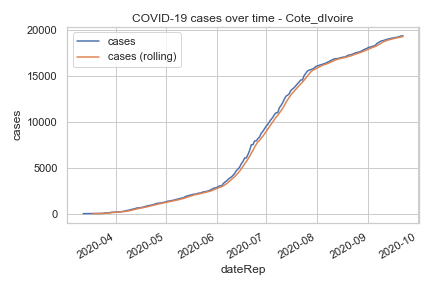 COVID-19 cases over time - Cote_dIvoire
cases
cases (rolling)
20000
15000
10000
5000
0
cases
2020-04
2020-05
2020-06
2020-07
2020-08
2020-09
2020-10
dateRep